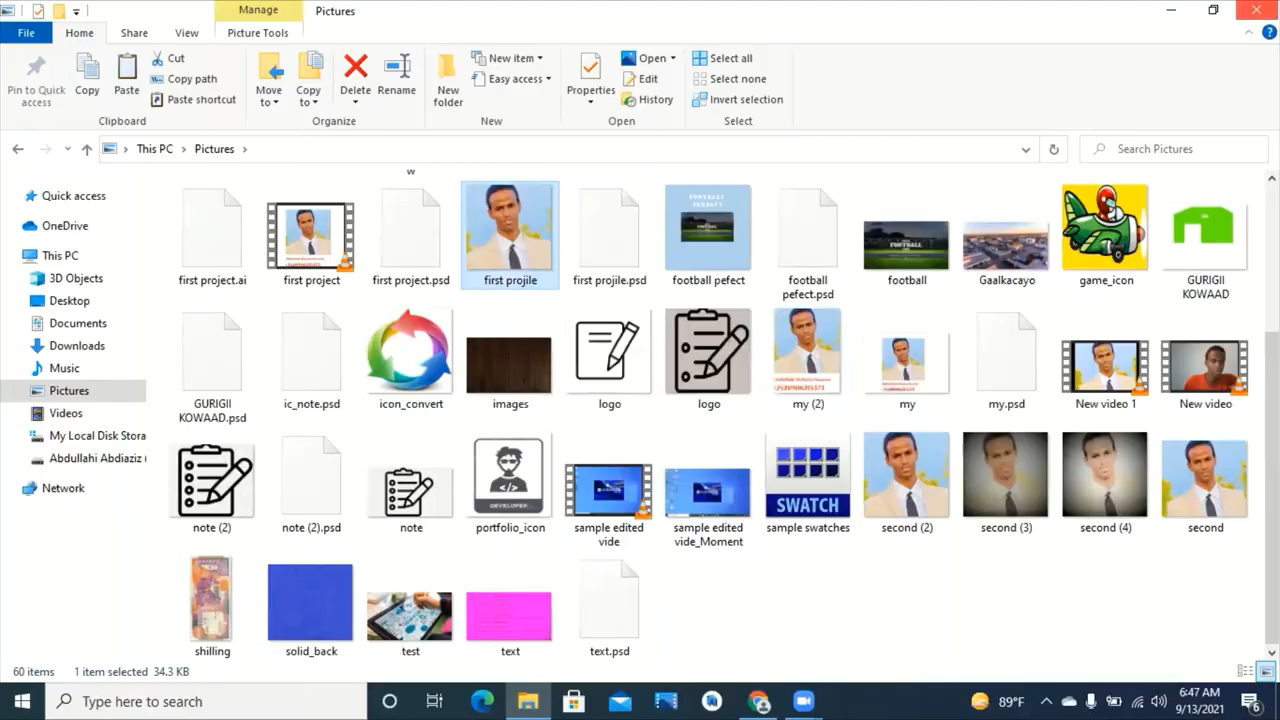 Manage
Pictures
File
Home
Share
View
Picture Tools
Pin to Quick access
Copy
Paste
Cut
Copy path
Paste shortcut
Clipboard
Move to
Copy to
Delete
Rename
Organize
New folder
New item
Easy access
New
Properties
Open
Edit
History
Open
Select all
Select none
Invert selection
Select
This PC
Pictures
Search Pictures
Quick access
OneDrive
This PC
3D Objects
Desktop
Documents
Downloads
Music
Pictures
Videos
My Local Disk Stora
Abdullahi Abdiaziz
Network
w
first project.ai
first project
first project.psd
first projile
first projile.psd
football pefect
football pefect.psd
football
Gaalkacayo
game_icon
GURIGII KOWAAD
GURIGII KOWAAD.psd
ic_note.psd
icon_convert
images
logo
logo
my (2)
my
my.psd
New video 1
New video
note (2)
note (2).psd
note
DEVELOPER
portfolio_icon
sample edited vide
sample edited vide_Moment
SWATCH
sample swatches
second (2)
second (3)
second (4)
second
shilling
solid_back
test
text
text.psd
60 items
1 item selected 34.3 KB
Type here to search
89°F
6:47 AM
9/13/2021
6